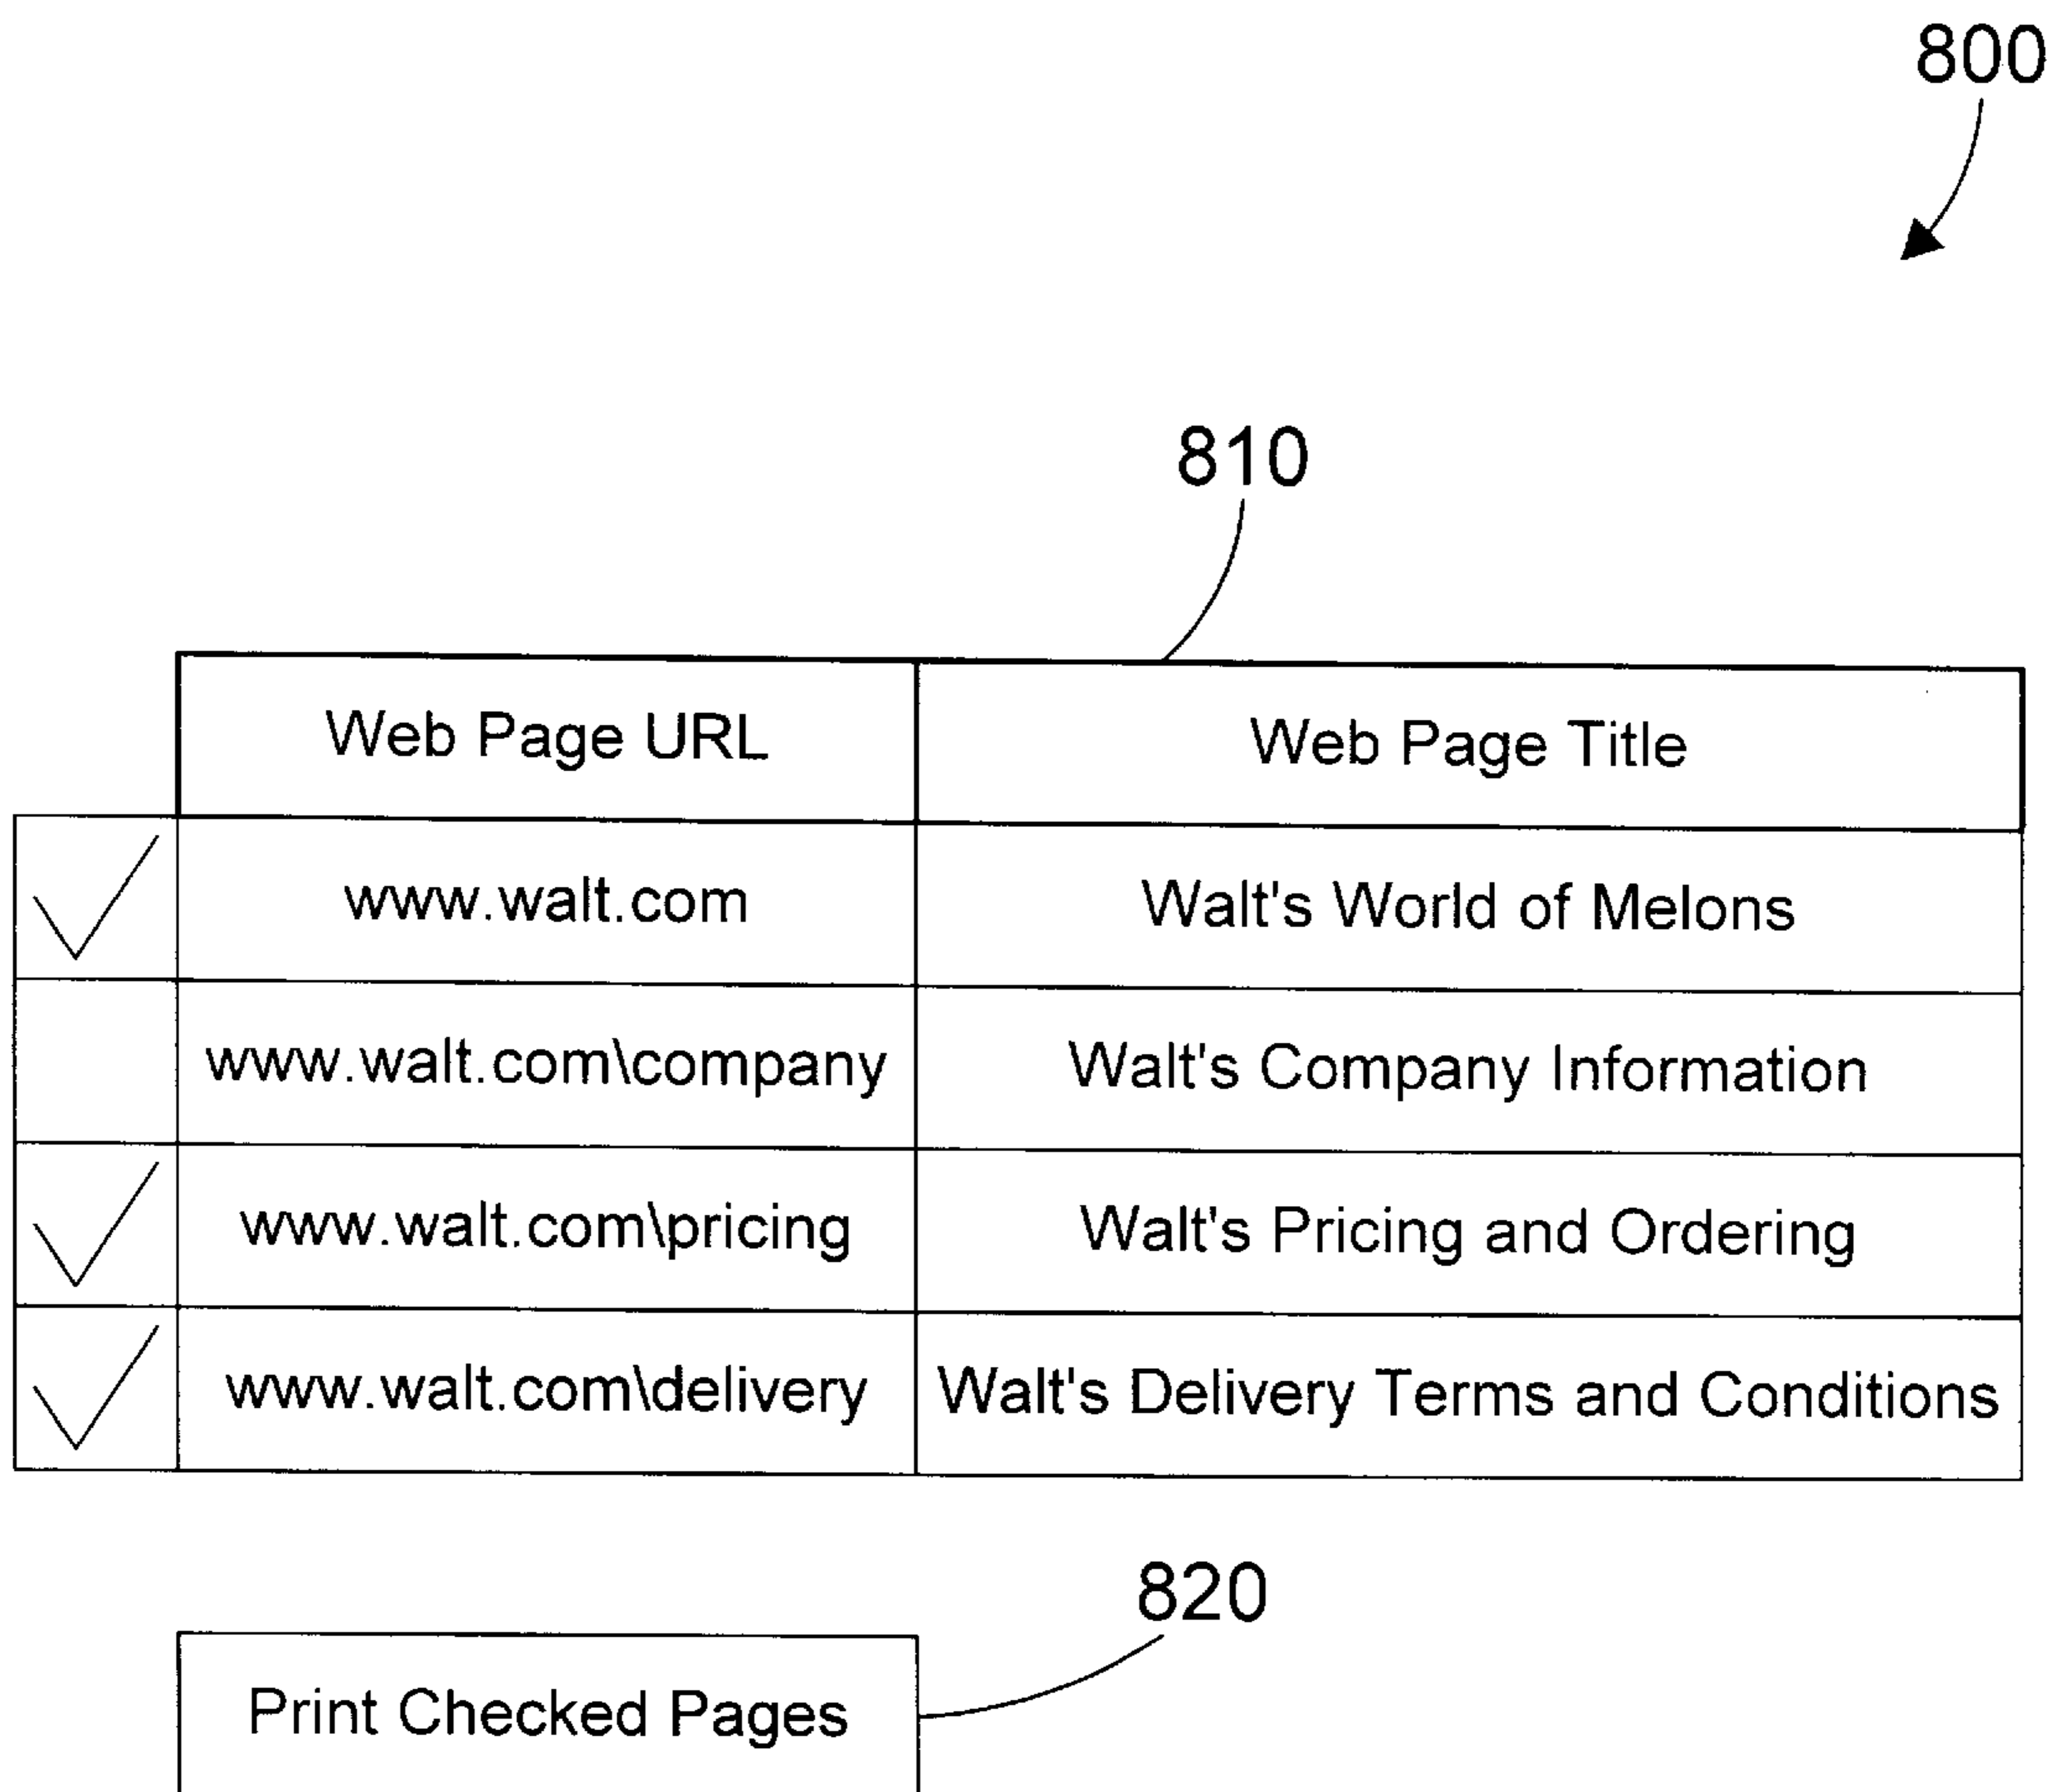 800
810
Web Page URL Web Page Title
www.walt.com Walt's World of Melons
www.walt.com\company Walt's Company Information
www.walt.com\pricing Walt's Pricing and Ordering
www.walt.com\delivery Walt's Delivery Terms and Conditions
820
Print Checked Pages